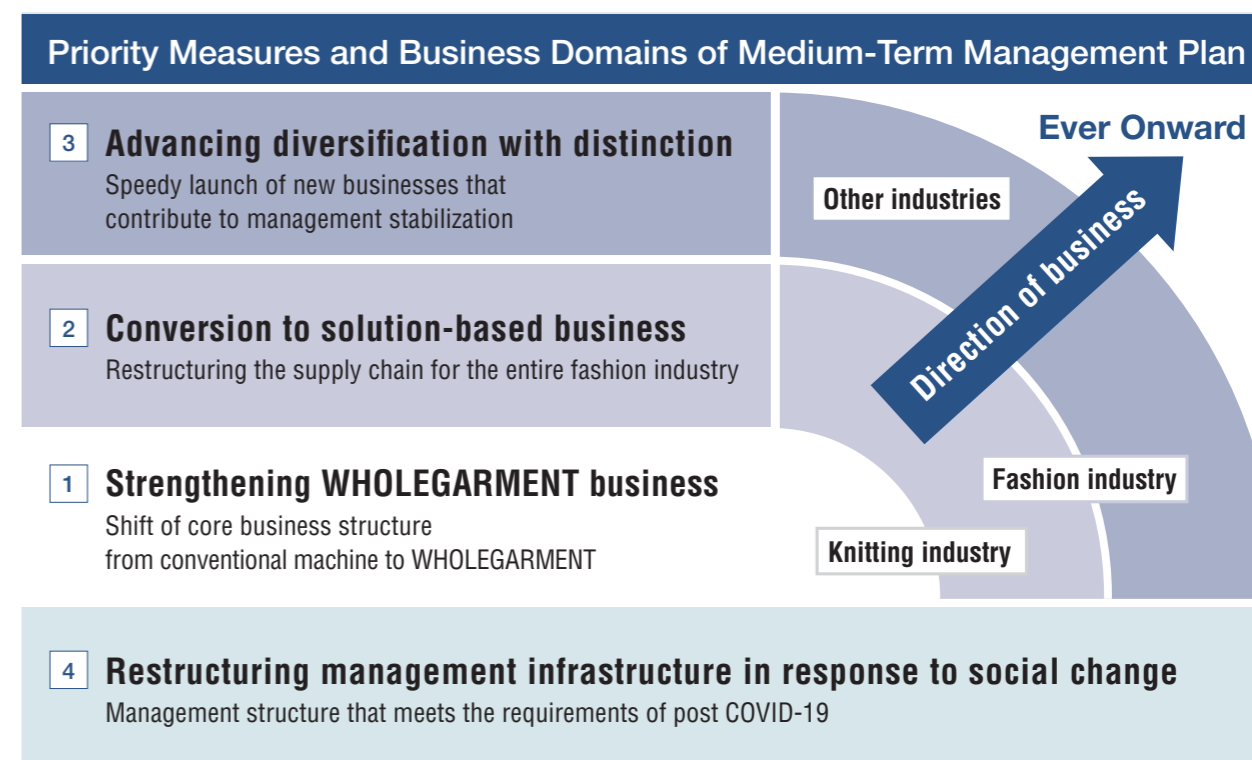 Priority Measures and Business Domains of Medium-Term Management Plan
3 Advancing diversification with distinction
Speedy launch of new businesses that
contribute to management stabilization
2 Conversion to solution-based business
Restructuring the supply chain for the entire fashion industry
1 Strengthening WHOLEGARMENT business
Shift of core business structure
from conventional machine to WHOLEGARMENT
Ever Onward
Direction of business
Other industries
Fashion industry
Knitting industry
4 Restructuring management infrastructure in response to social change
Management structure that meets the requirements of post COVID-19